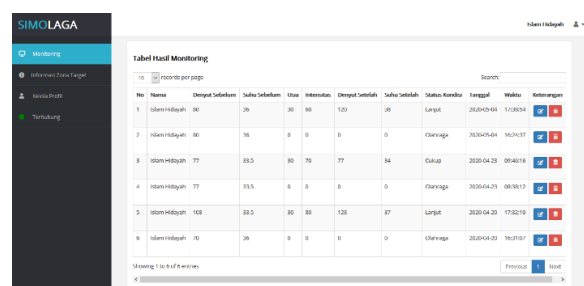 SIMOLAGA
Islam Hidayah
Monitoring
Informasi Zona Target
Kelola Profil
Terhubung
Tabel Hasil Monitoring
10 records per page
Search:
No Nama Denyut Sebelum Suhu Sebelum Usia Intensitas Denyut Setelah Suhu Setelah Status Kondisi Tanggal Waktu Keterangan
1 Islam Hidayah 80 36 30 60 120 38 Lanjut 2020-05-04 17:38:54
2 Islam Hidayah 80 36 0 0 0 0 Olahraga 2020-05-04 16:24:37
3 Islam Hidayah 77 33.5 30 70 77 34 Cukup 2020-04-23 09:46:16
4 Islam Hidayah 77 33.5 0 0 0 0 Olahraga 2020-04-23 08:38:12
5 Islam Hidayah 108 33.5 30 80 128 37 Lanjut 2020-04-20 17:32:10
6 Islam Hidayah 70 36 0 0 0 0 Olahraga 2020-04-20 16:31:07
Showing 1 to 6 of 6 entries
Previous 1 Next